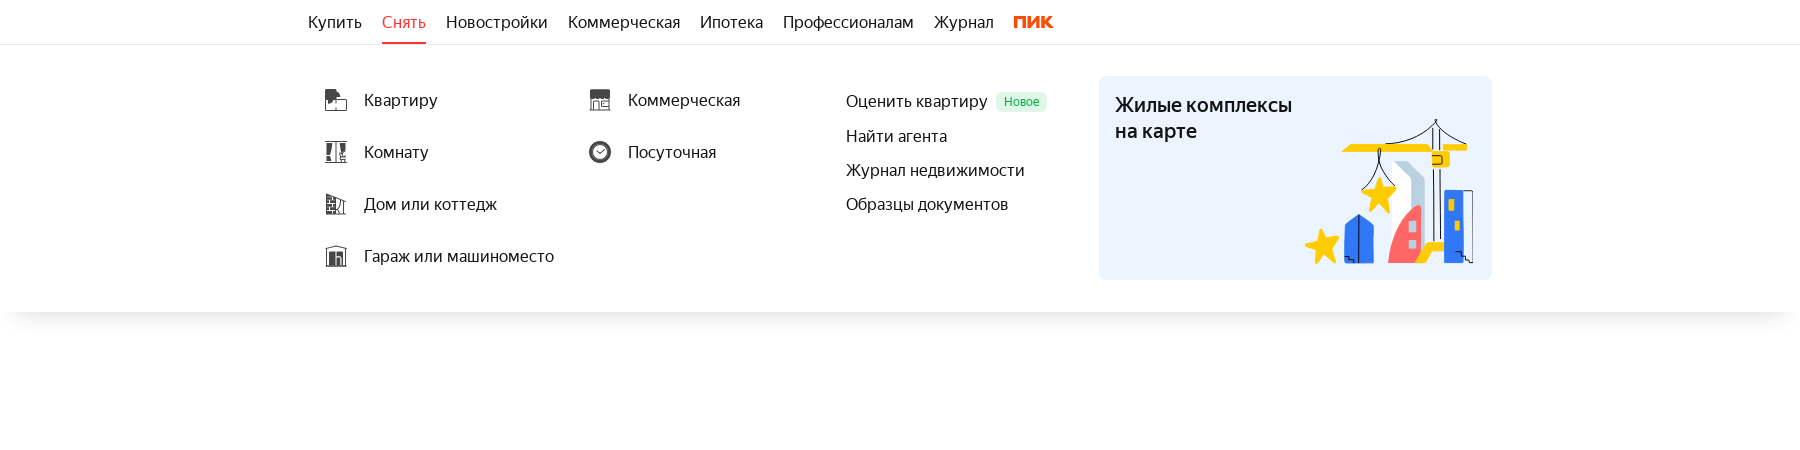 Купить Снять Новостройки Коммерческая Ипотека Профессионалам Журнал ПИК
Квартиру
Комнату
Дом или коттедж
Гараж или машиноместо
Коммерческая
Посуточная
Оценить квартиру Новое
Найти агента
Журнал недвижимости
Образцы документов
Жилые комплексы
на карте